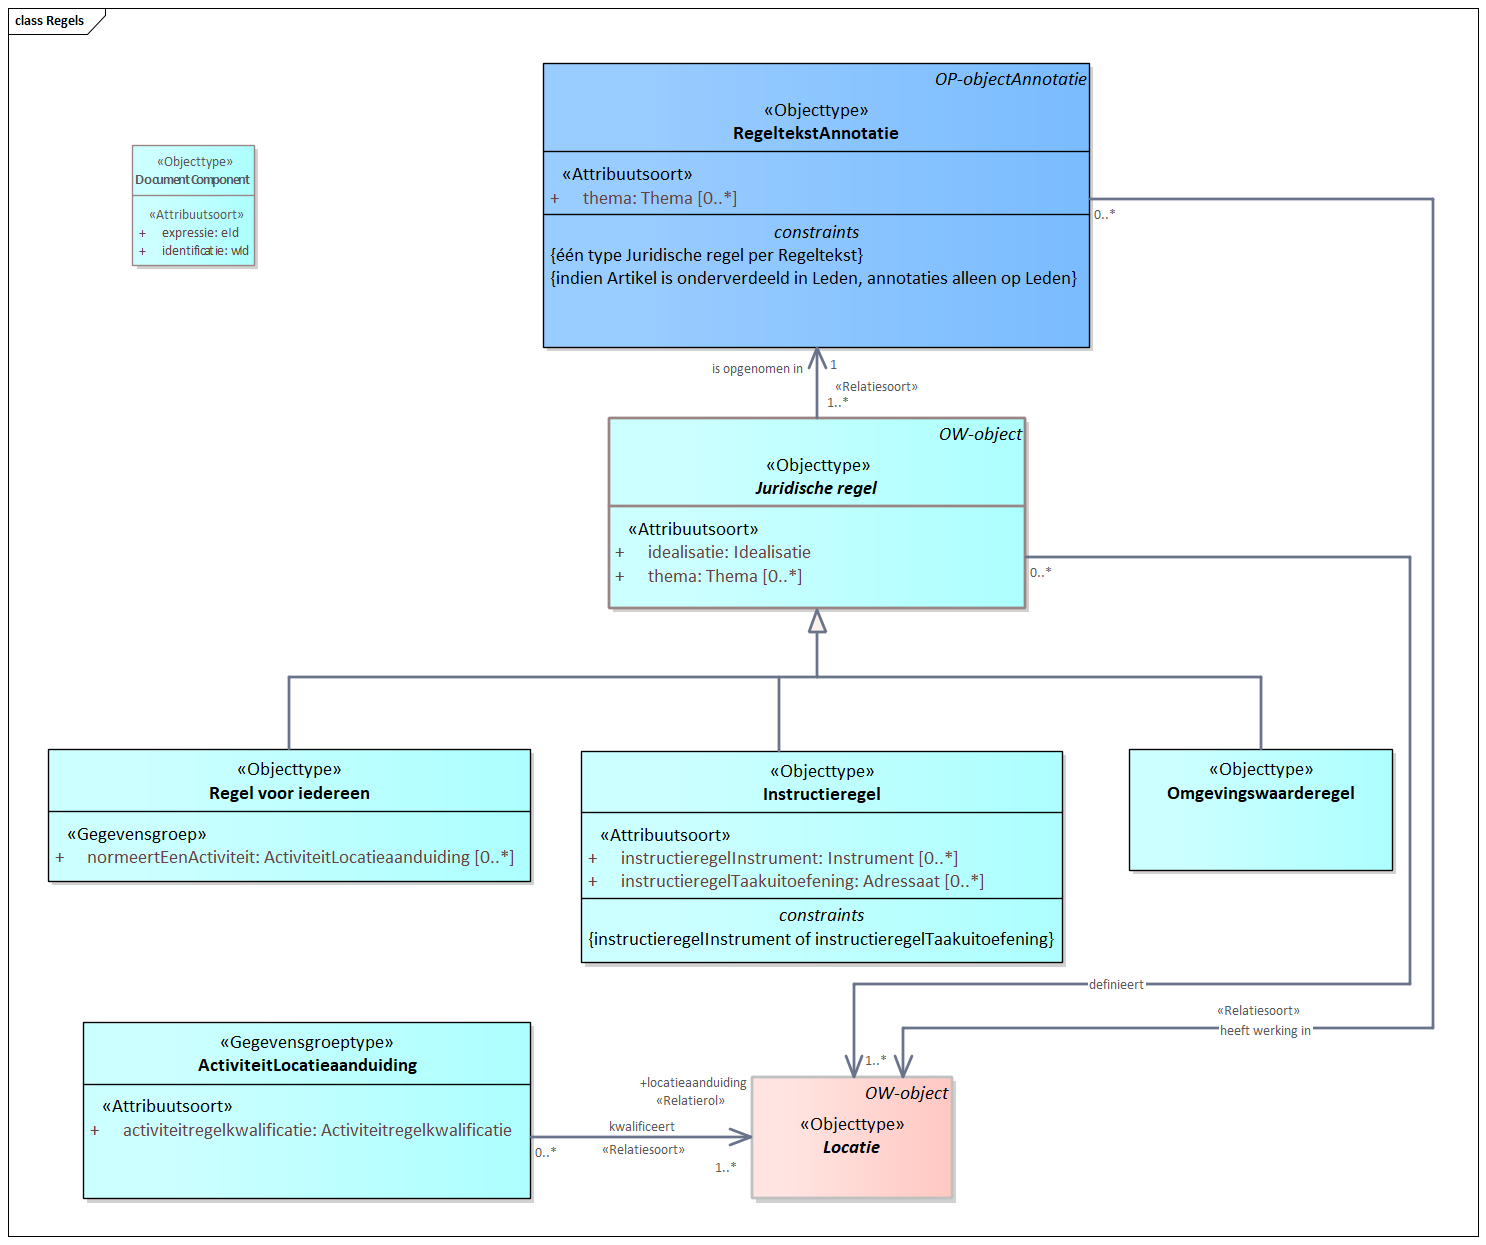 class Regels
OP-objectAnnotatie
«Objecttype»
RegeltekstAnnotatie
«Attribuutsoort»
+ thema: Thema [0..*]
constraints
{één type Juridische regel per Regeltekst}
{indien Artikel is onderverdeeld in Leden, annotaties alleen op Leden}
«Objecttype»
DocumentComponent
«Attribuutsoort»
+ expressie: eId
+ identificatie: wId
0..*
is opgenomen in
1
«Relatiesoort»
1..*
OW-object
«Objecttype»
Juridische regel
«Attribuutsoort»
+ idealisatie: Idealisatie
+ thema: Thema [0..*]
0..*
«Objecttype»
Regel voor iedereen
«Gegevensgroep»
+ normeertEenActiviteit: ActiviteitLocatieaanduiding [0..*]
«Objecttype»
Instructieregel
«Attribuutsoort»
+ instructieregelInstrument: Instrument [0..*]
+ instructieregelTaakuitoefening: Adressaat [0..*]
constraints
{instructieregelInstrument of instructieregelTaakuitoefening}
«Objecttype»
Omgevingswaarderegel
definieert
«Relatiesoort»
heeft werking in
1..*
«Gegevensgroeptype»
ActiviteitLocatieaanduiding
«Attribuutsoort»
+ activiteitregelkwalificatie: Activiteitregelkwalificatie
+locatieaanduiding
«Relatierol»
kwalificeert
0..*
«Relatiesoort»
1..*
OW-object
«Objecttype»
Locatie